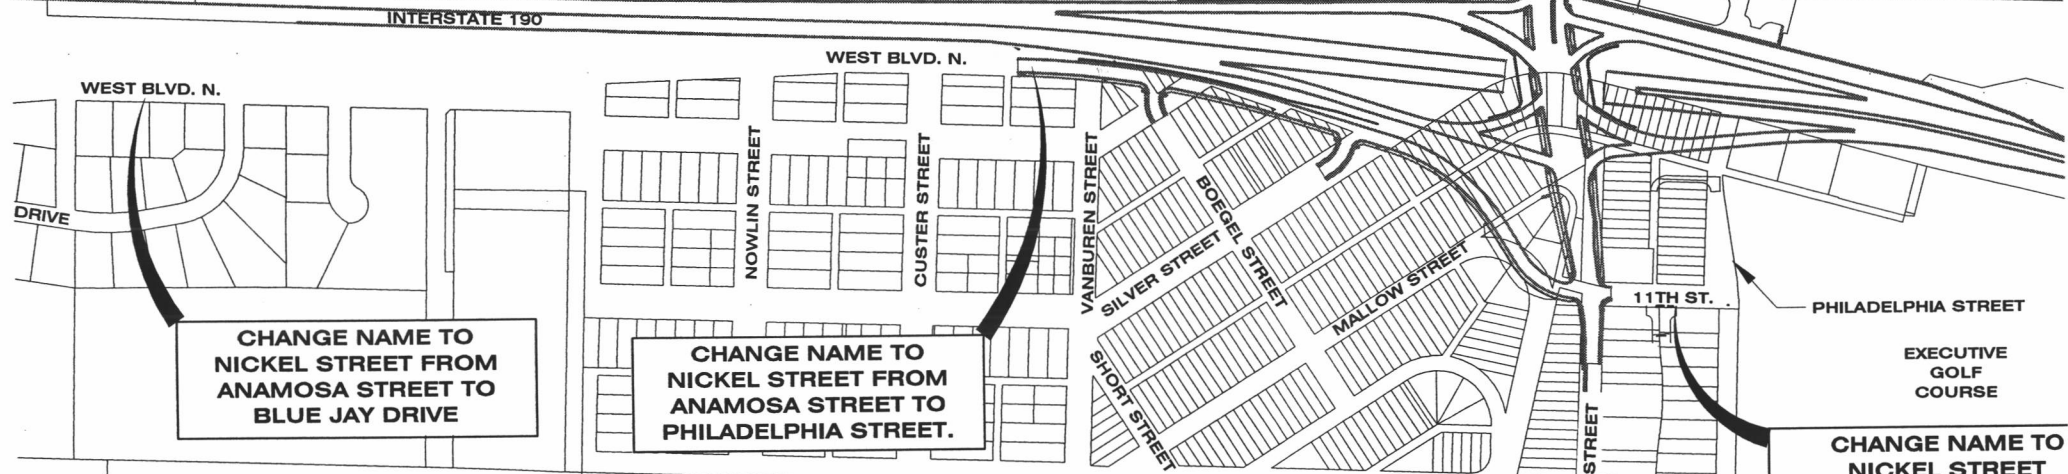 INTERSTATE 190
WEST BLVD. N.
WEST BLVD. N.
DRIVE
NOWLIN STREET
CUSTER STREET
VANBUREN STREET
BOEGEL STREET
SILVER STREET
MALLOW STREET
SHORT STREET
11TH ST.
PHILADELPHIA STREET
EXECUTIVE
GOLF
COURSE
STREET
CHANGE NAME TO
NICKEL STREET FROM
ANAMOSA STREET TO
BLUE JAY DRIVE
CHANGE NAME TO
NICKEL STREET FROM
ANAMOSA STREET TO
PHILADELPHIA STREET.
CHANGE NAME TO
NICKEL STREET